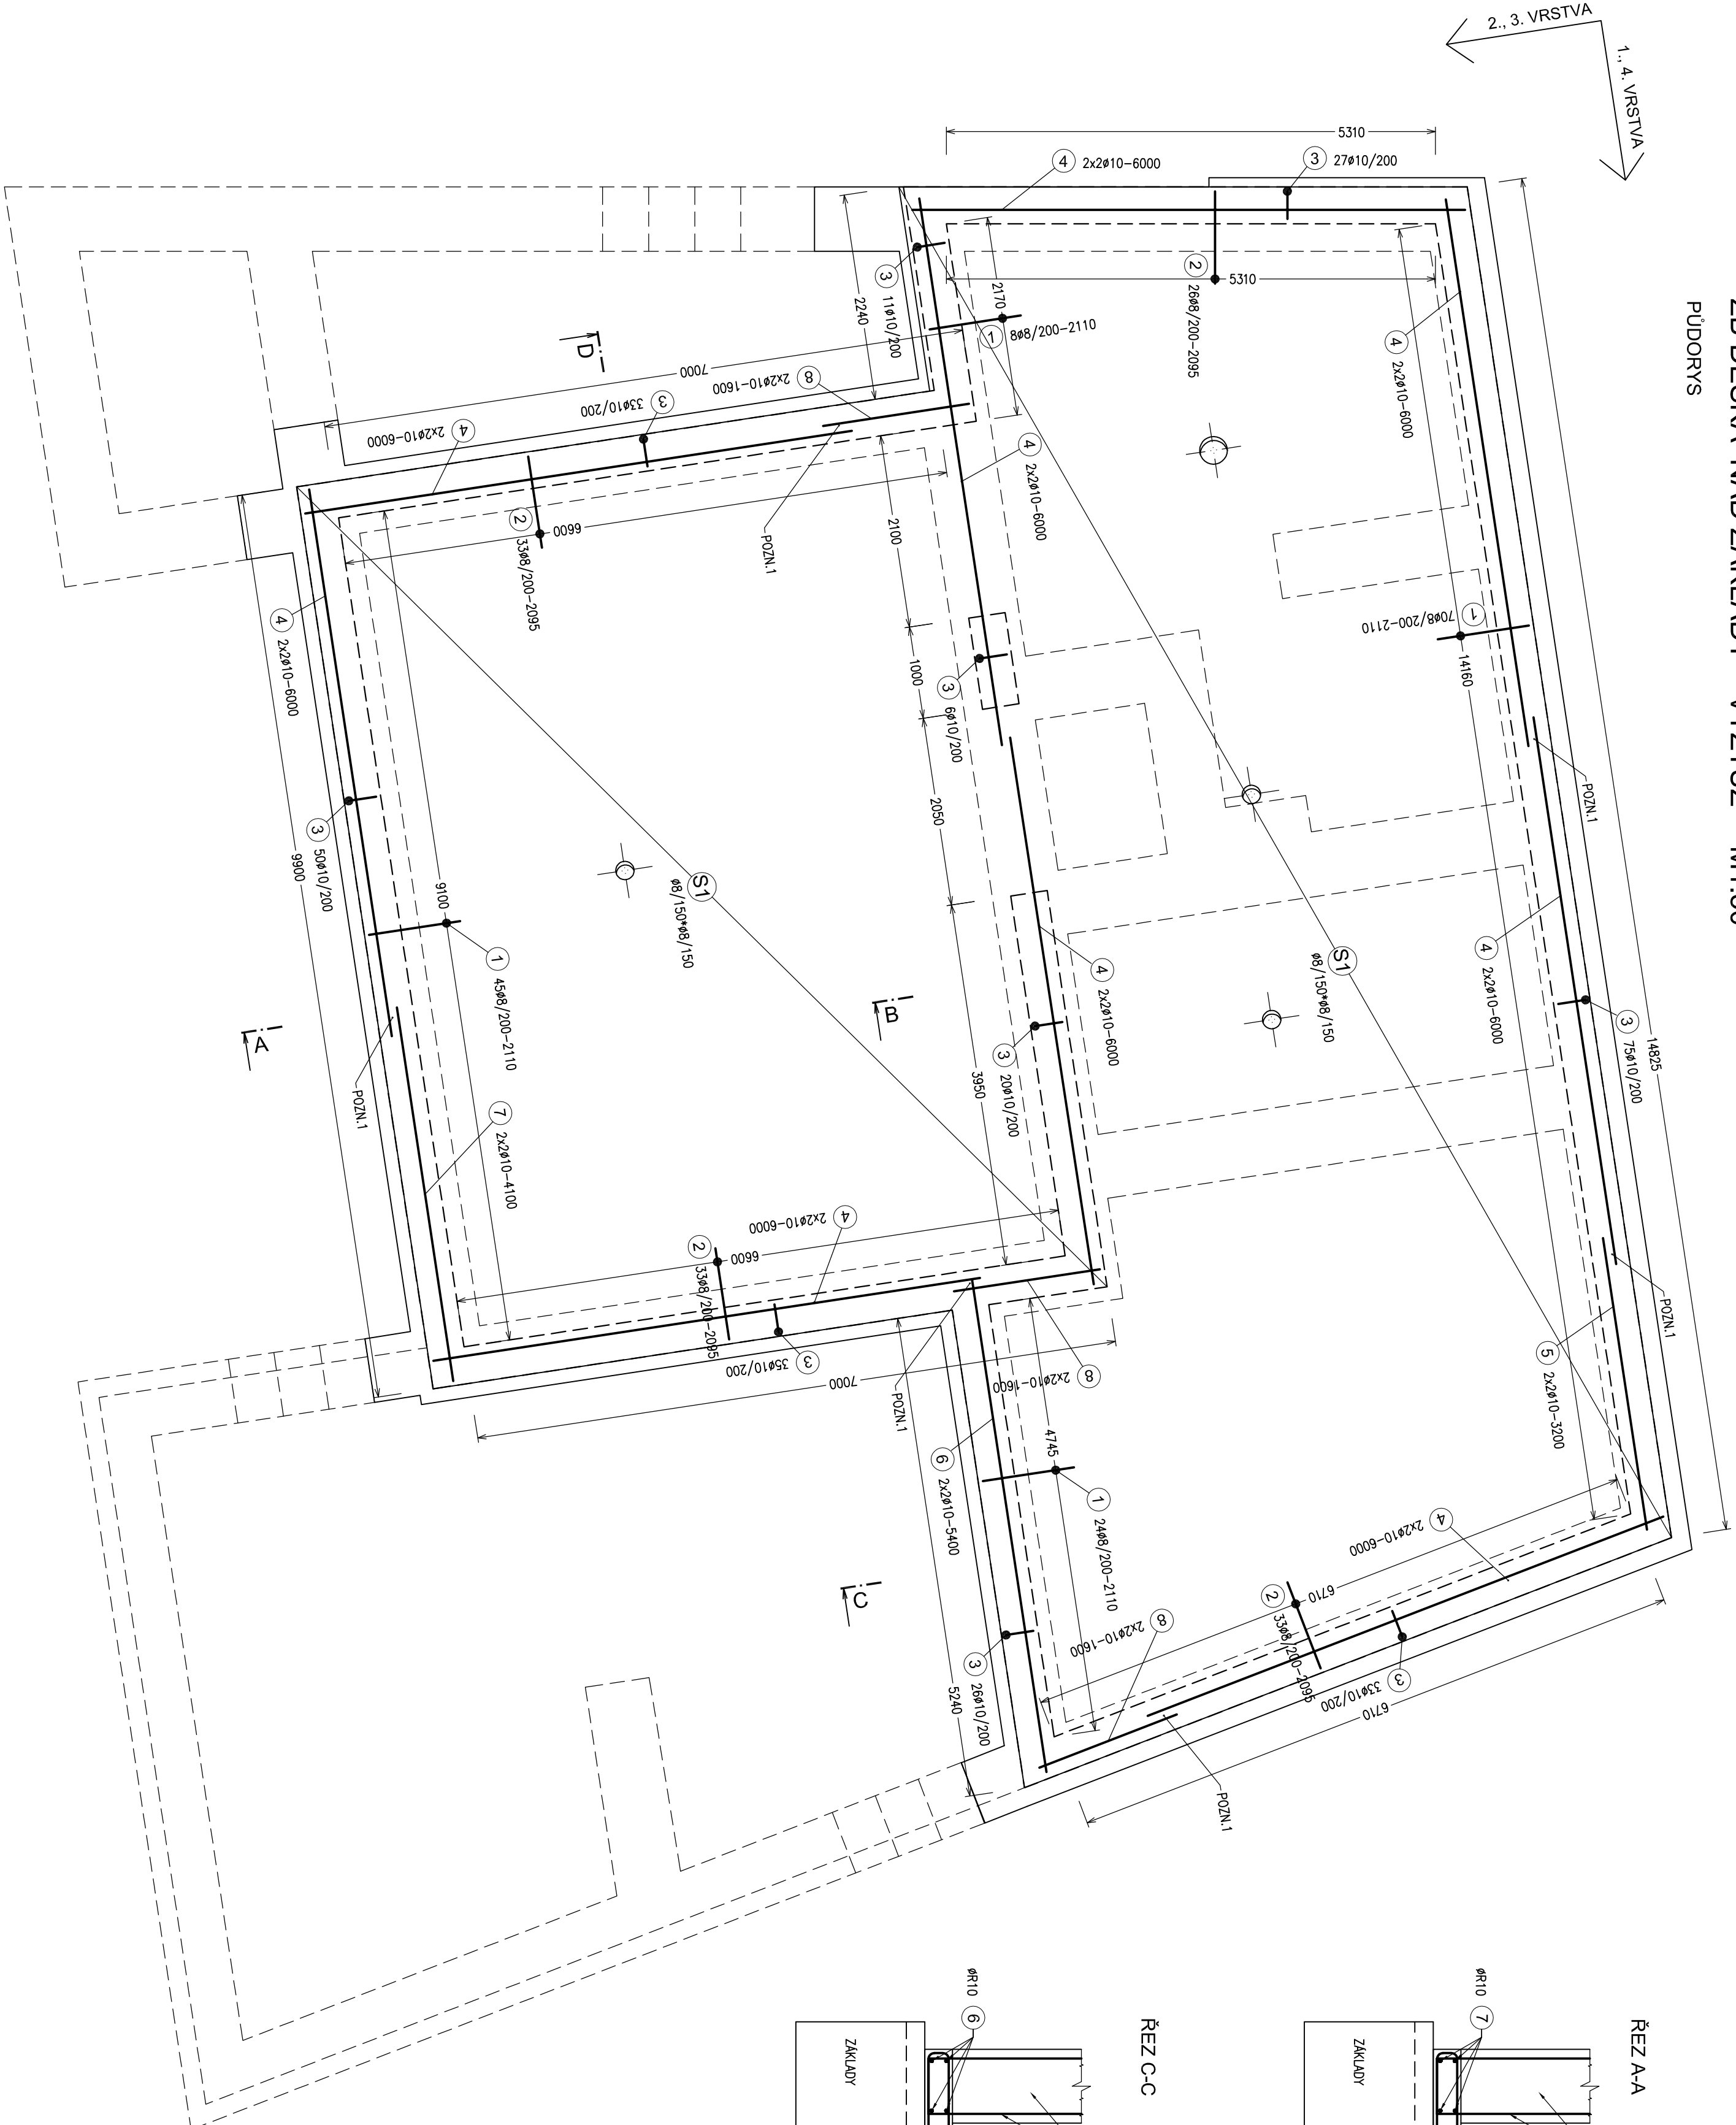 PŮDORYS
2., 3. VRSTVA
1., 4. VRSTVA
5310
4 2x2ø10-6000
3 27ø10/200
2 26ø8/200-2095
5310
4 2x2ø10-6000
3 11ø10/200
2240
2170
1 8ø8/200-2110
D
7000
8 2x2ø10-1600
3 33ø10/200
4 2x2ø10-6000
4 2x2ø10-6000
2 33ø8/200-2095
6600
POZN.1
2100
1000
3 6ø10/200
2050
1 70ø8/200-2110
14160
POZN.1
4 2x2ø10-6000
3 75ø10/200
14825
S1
ø8/150*ø8/150
S1
ø8/150*ø8/150
4 2x2ø10-6000
3 50ø10/200
9900
9100
1 45ø8/200-2110
A
POZN.1
7 2x2ø10-4100
B
4 2x2ø10-6000
3 20ø10/200
3950
4 2x2ø10-6000
6600
2 33ø8/200-2095
3 35ø10/200
7000
POZN.1
8 2x2ø10-1600
POZN.1
5 2x2ø10-3200
6 2x2ø10-5400
4745
1 24ø8/200-2110
C
3 26ø10/200
5240
4 2x2ø10-6000
6710
2 33ø8/200-2095
8 2x2ø10-1600
3 33ø10/200
6710
POZN.1
ŘEZ A-A
øR10 7
ZÁKLADY
ŘEZ C-C
øR10 6
ZÁKLADY